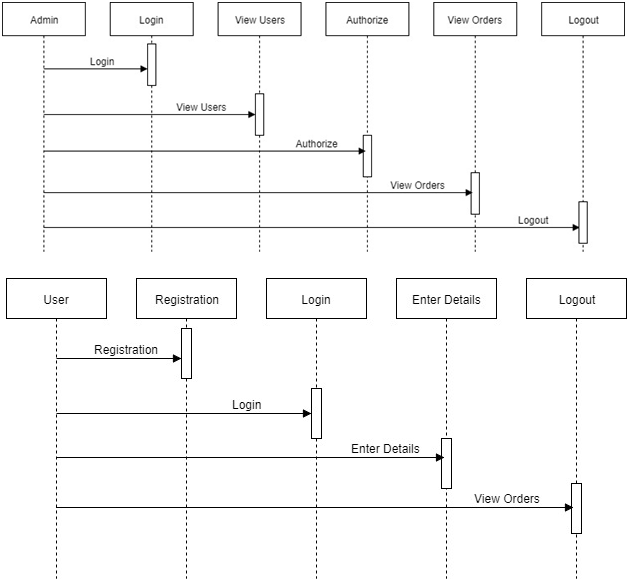 Admin
Login
View Users
Authorize
View Orders
Logout
Login
View Users
Authorize
View Orders
Logout
User
Registration
Login
Enter Details
Logout
Registration
Login
Enter Details
View Orders